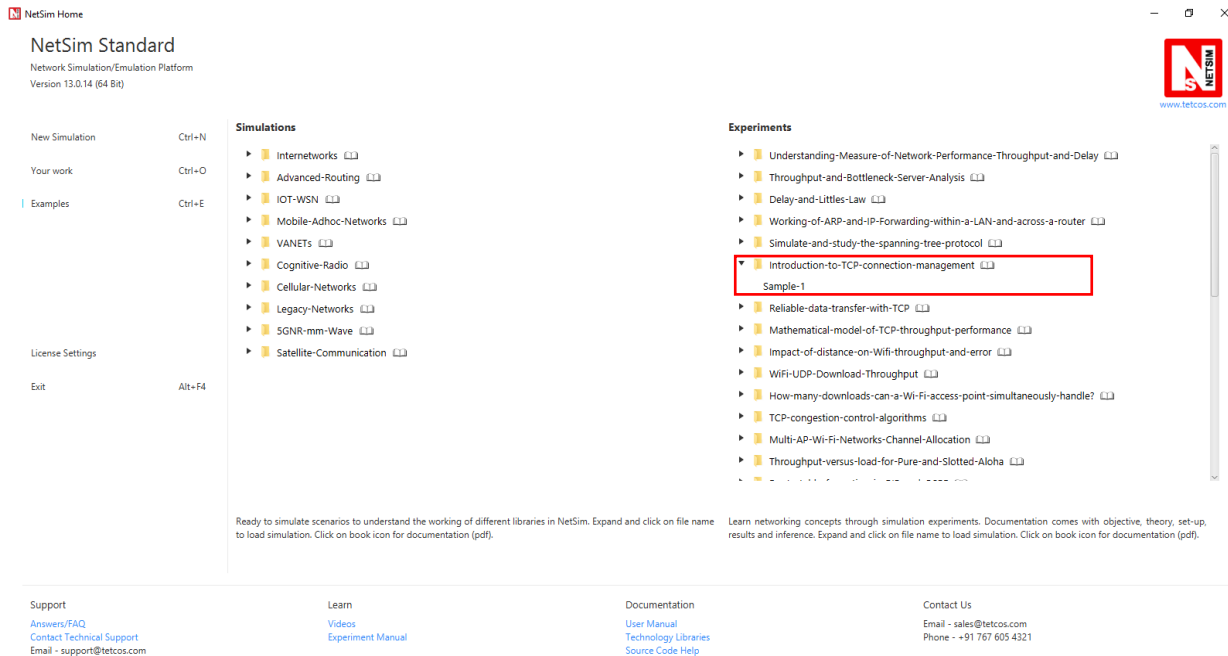 NetSim Home
NetSim Standard
Network Simulation/Emulation Platform
Version 13.0.14 (64 Bit)
NETSIM
www.tetcos.com
New Simulation Ctrl+N
Your work Ctrl+O
Examples Ctrl+E
License Settings
Exit Alt+F4
Simulations
Internetworks
Advanced-Routing
IOT-WSN
Mobile-Adhoc-Networks
VANETs
Cognitive-Radio
Cellular-Networks
Legacy-Networks
5GNR-mm-Wave
Satellite-Communication
Ready to simulate scenarios to understand the working of different libraries in NetSim. Expand and click on file name
to load simulation. Click on book icon for documentation (pdf).
Experiments
Understanding-Measure-of-Network-Performance-Throughput-and-Delay
Throughput-and-Bottleneck-Server-Analysis
Delay-and-Littles-Law
Working-of-ARP-and-IP-Forwarding-within-a-LAN-and-across-a-router
Simulate-and-study-the-spanning-tree-protocol
Introduction-to-TCP-connection-management
Sample-1
Reliable-data-transfer-with-TCP
Mathematical-model-of-TCP-throughput-performance
Impact-of-distance-on-Wifi-throughput-and-error
WiFi-UDP-Download-Throughput
How-many-downloads-can-a-Wi-Fi-access-point-simultaneously-handle?
TCP-congestion-control-algorithms
Multi-AP-Wi-Fi-Networks-Channel-Allocation
Throughput-versus-load-for-Pure-and-Slotted-Aloha
Learn networking concepts through simulation experiments. Documentation comes with objective, theory, set-up,
results and inference. Expand and click on file name to load simulation. Click on book icon for documentation (pdf).
Support
Answers/FAQ
Contact Technical Support
Email - support@tetcos.com
Learn
Videos
Experiment Manual
Documentation
User Manual
Technology Libraries
Source Code Help
Contact Us
Email - sales@tetcos.com
Phone - +91 767 605 4321